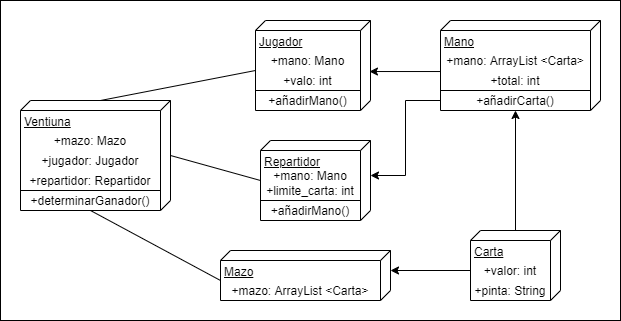 Jugador
+mano: Mano
+valo: int
+añadirMano()
Mano
+mano: ArrayList <Carta>
+total: int
+añadirCarta()
Ventiuna
+mazo: Mazo
+jugador: Jugador
+repartidor: Repartidor
+determinarGanador()
Repartidor
+mano: Mano
+limite_carta: int
+añadirMano()
Mazo
+mazo: ArrayList <Carta>
Carta
+valor: int
+pinta: String